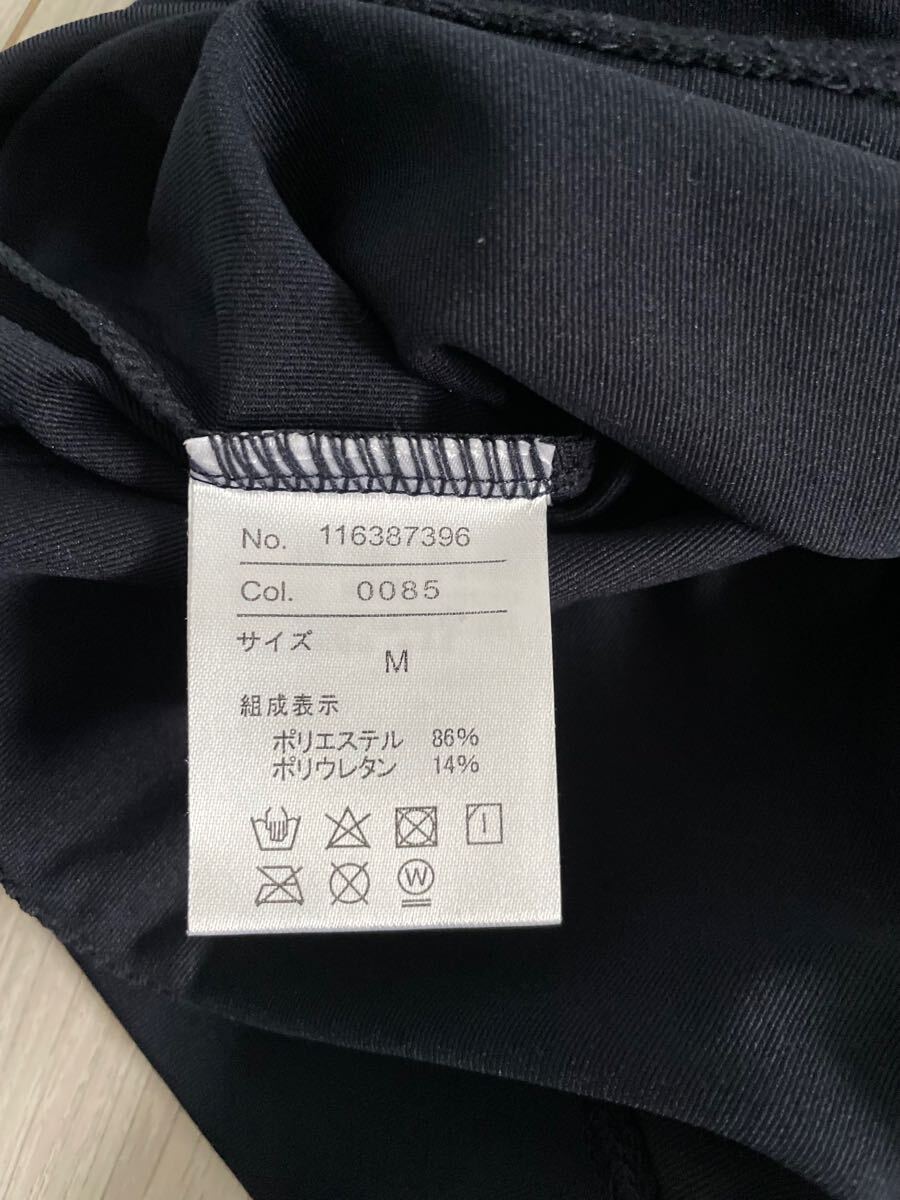 No. 116387396
Col. 0085
サイズ
M
組成表示
ポリエステル 86%
ポリウレタン 14%
W